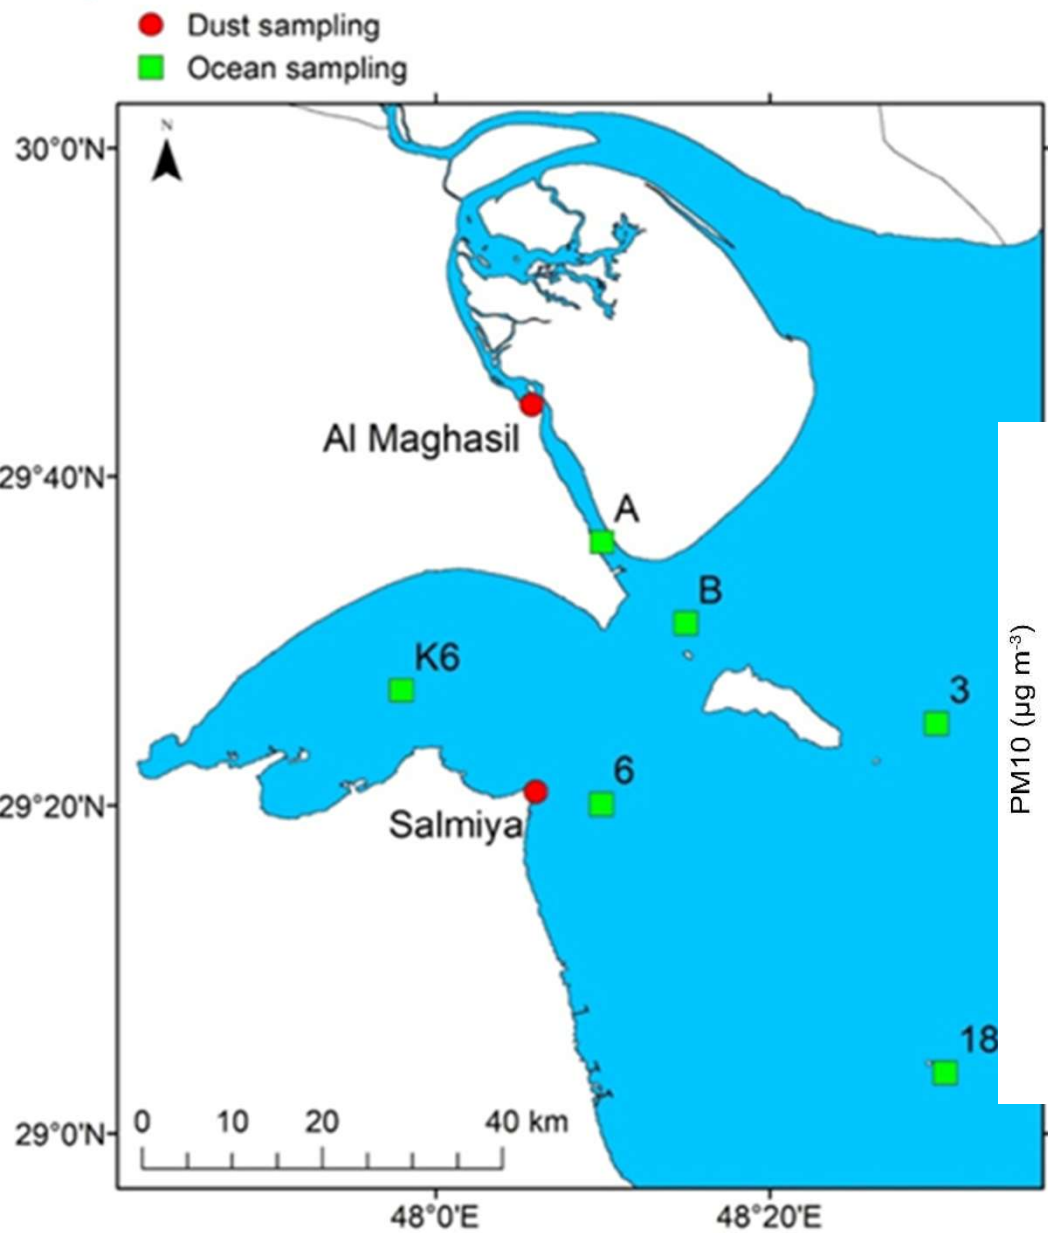 Dust sampling
Ocean sampling
N
30°0'N
Al Maghasil
29°40'N
A
B
K6
3
PM10 (µg m-3)
6
29°20'N
Salmiya
18
0 10 20 40 km
29°0'N
48°0'E 48°20'E